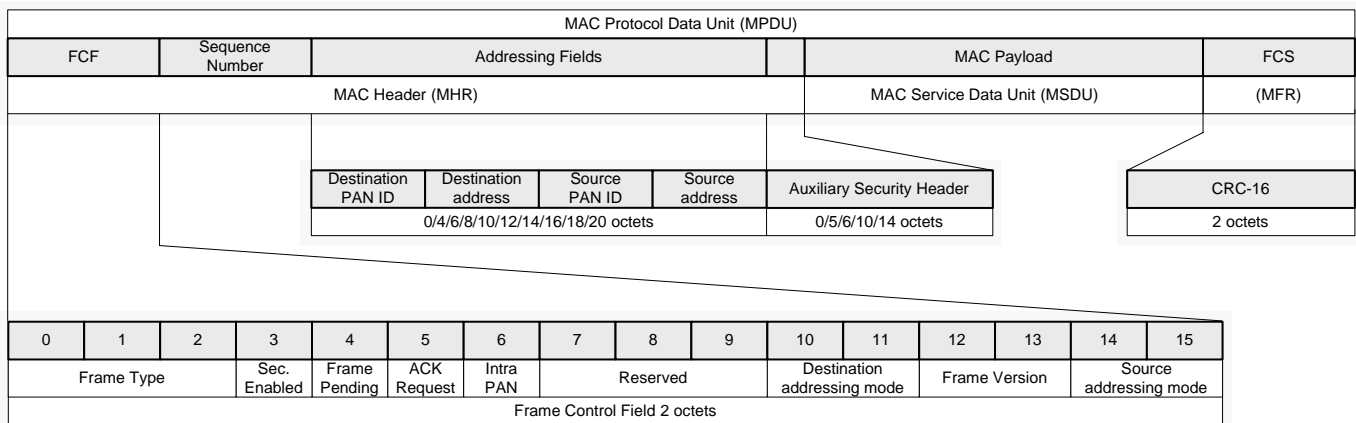 MAC Protocol Data Unit (MPDU)
FCF
Sequence
Number
Addressing Fields
MAC Payload
FCS
MAC Header (MHR)
MAC Service Data Unit (MSDU)
(MFR)
Destination
PAN ID
Destination
address
Source
PAN ID
Source
address
Auxiliary Security Header
CRC-16
0/4/6/8/10/12/14/16/18/20 octets
0/5/6/10/14 octets
2 octets
0 1 2 3 4 5 6 7 8 9 10 11 12 13 14 15
Frame Type
Sec.
Enabled
Frame
Pending
ACK
Request
Intra
PAN
Reserved
Destination
addressing mode
Frame Version
Source
addressing mode
Frame Control Field 2 octets